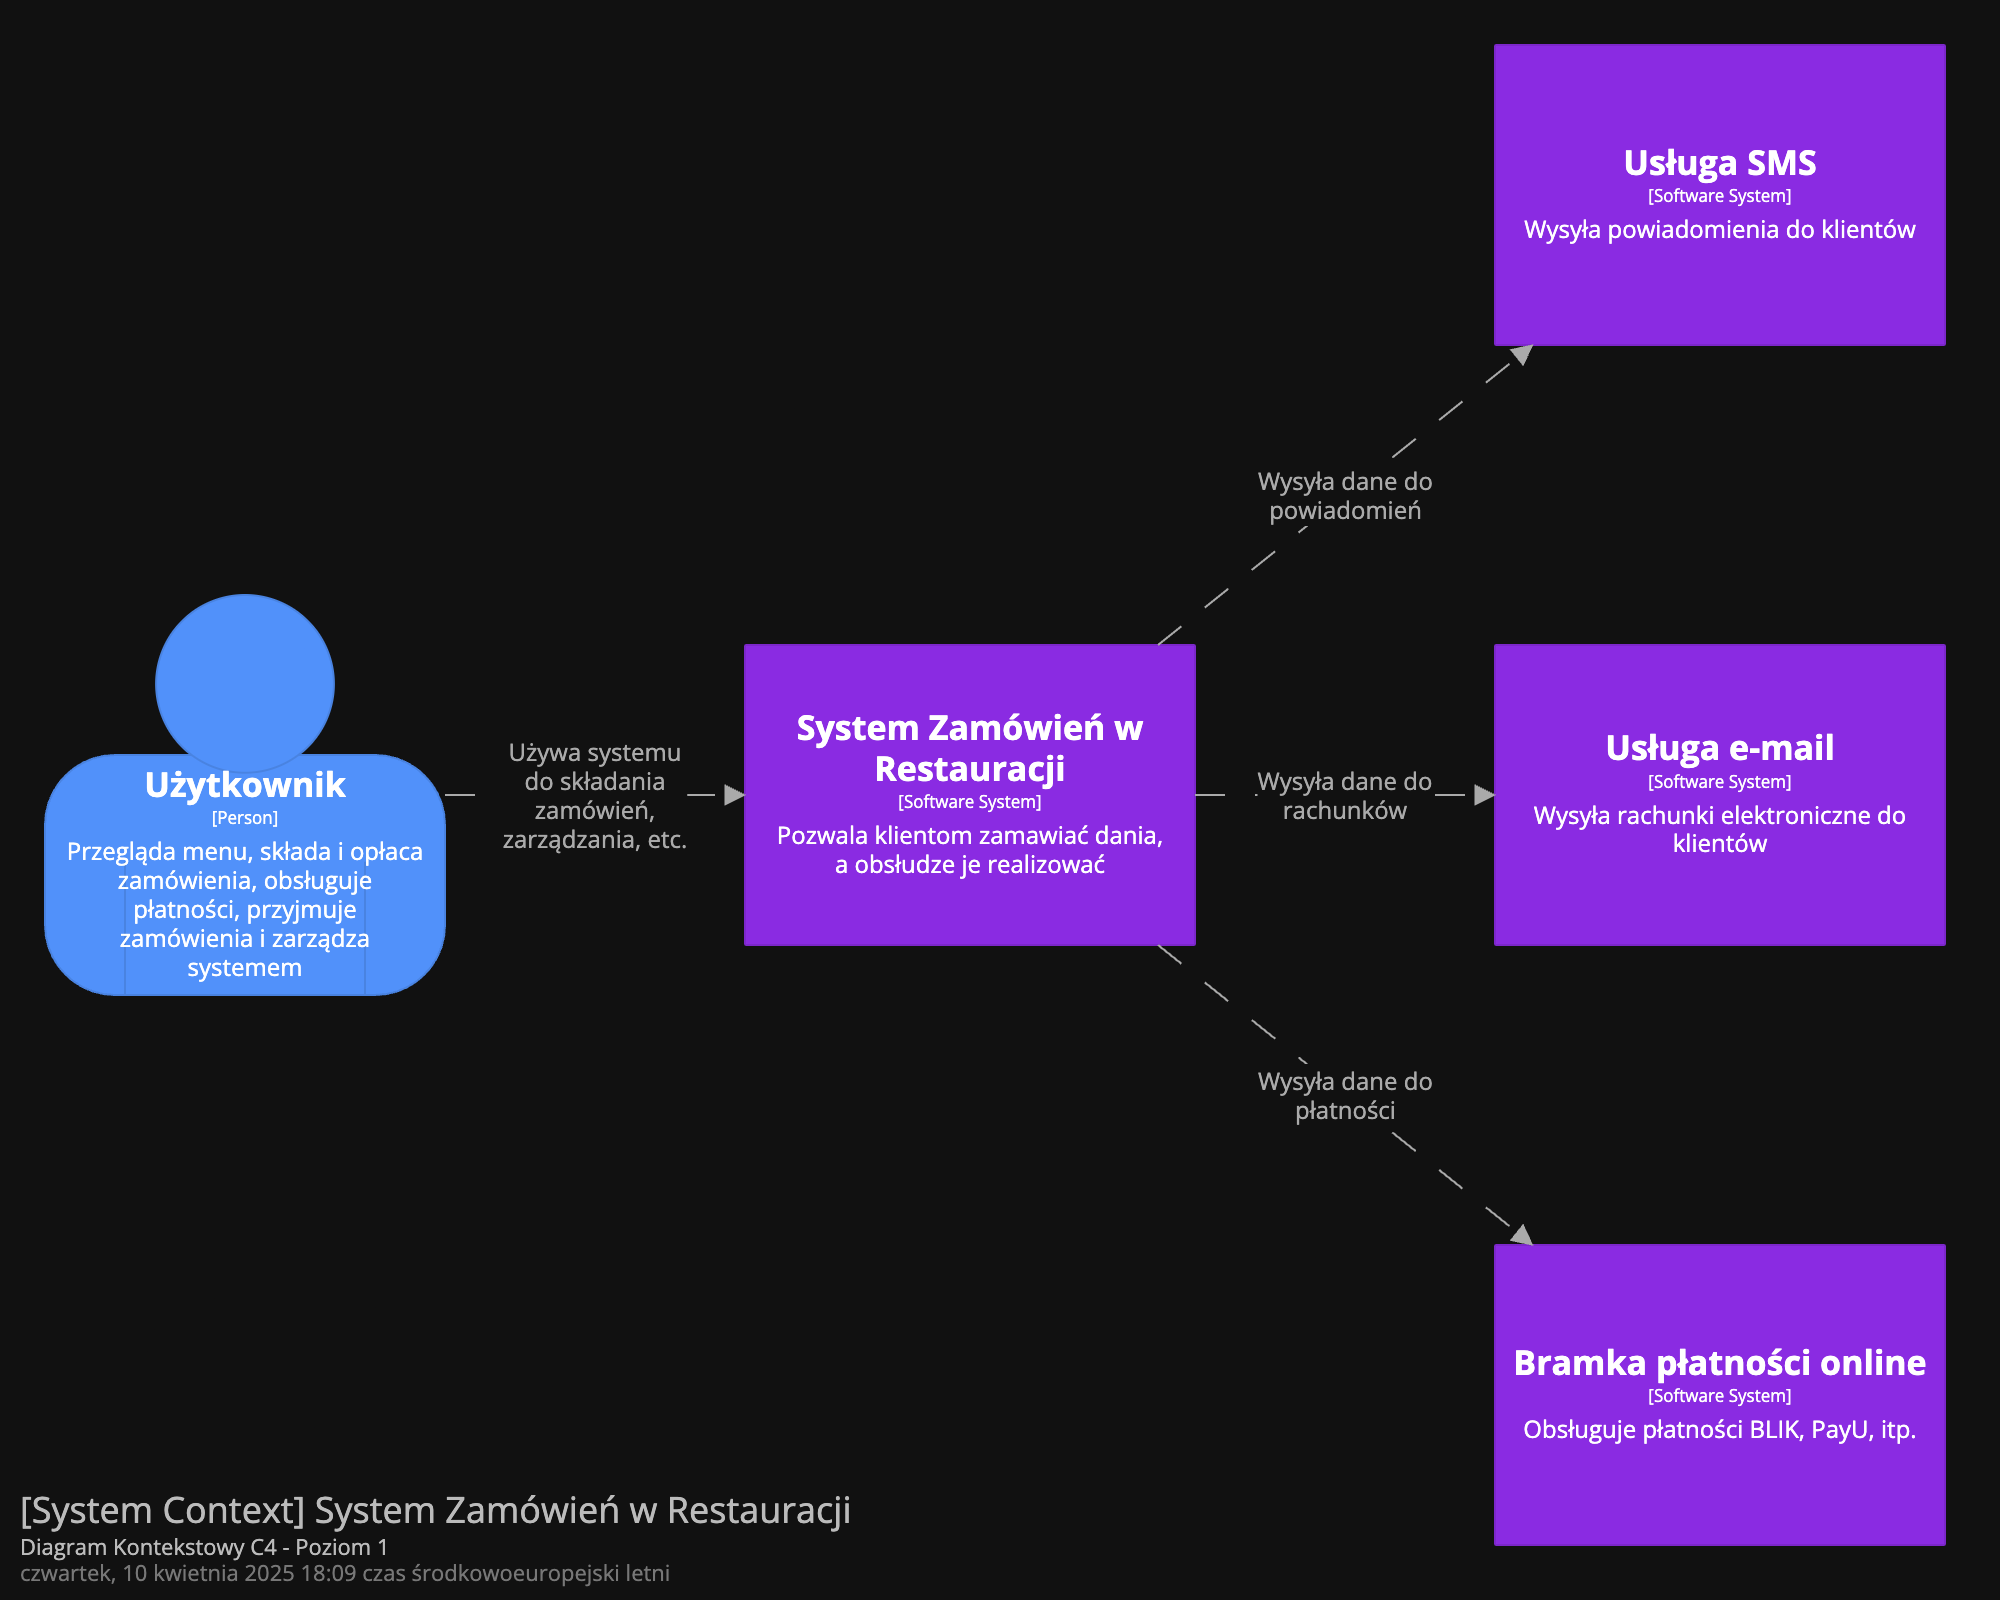 Usługa SMS
[Software System]
Wysyła powiadomienia do klientów
Wysyła dane do
powiadomień
Użytkownik
[Person]
Przegląda menu, składa i opłaca
zamówienia, obsługuje
płatności, przyjmuje
zamówienia i zarządza
systemem
Używa systemu
do składania
zamówień,
zarządzania, etc.
System Zamówień w
Restauracji
[Software System]
Pozwala klientom zamawiać dania,
a obsłudze je realizować
Wysyła dane do
rachunków
Usługa e-mail
[Software System]
Wysyła rachunki elektroniczne do
klientów
Wysyła dane do
płatności
Bramka płatności online
[Software System]
Obsługuje płatności BLIK, PayU, itp.
[System Context] System Zamówień w Restauracji
Diagram Kontekstowy C4 - Poziom 1
czwartek, 10 kwietnia 2025 18:09 czas środkowoeuropejski letni